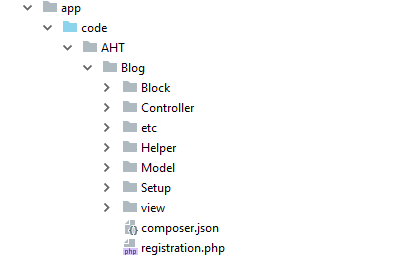 app
code
AHT
Blog
Block
Controller
etc
Helper
Model
Setup
view
composer.json
php registration.php